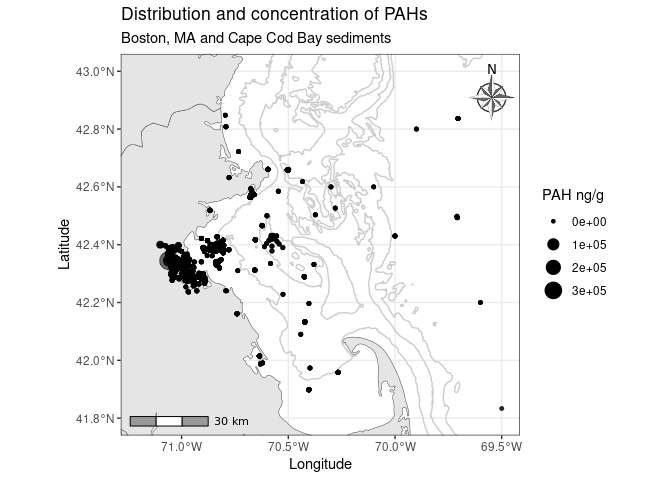 Distribution and concentration of PAHs
Boston, MA and Cape Cod Bay sediments
43.0°N
42.8°N
42.6°N
42.4°N
42.2°N
42.0°N
41.8°N
Latitude
N
30 km
71.0°W
70.5°W
70.0°W
69.5°W
Longitude
PAH ng/g
0e+00
1e+05
2e+05
3e+05